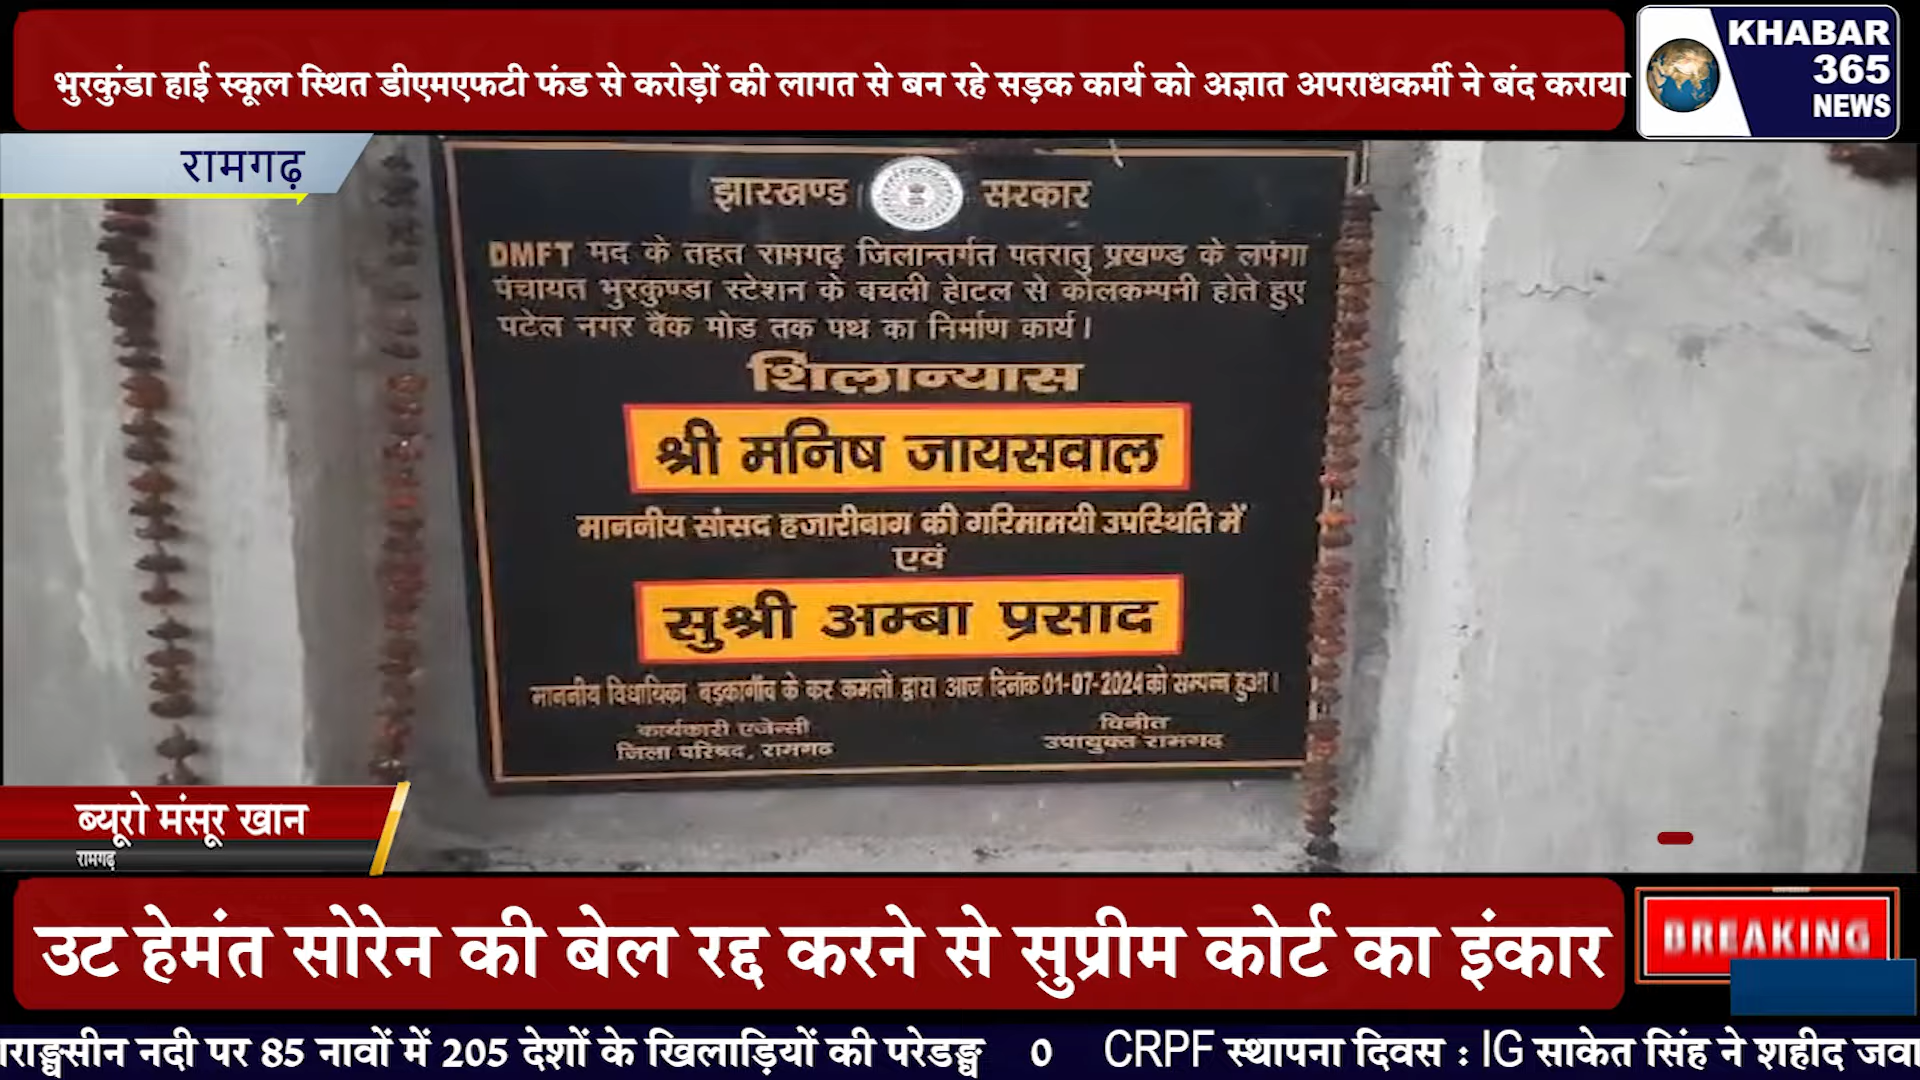 भुरकुंडा हाई स्कूल स्थित डीएमएफटी फंड से करोड़ों की लागत से बन रहे सड़क कार्य को अज्ञात अपराधकर्मी ने बंद कराया
KHABAR
365
NEWS
रामगढ़
झारखण्ड सरकार
DMFT मद के तहत रामगढ़ जिलान्तर्गत पतरातु प्रखण्ड के लपंगा
पंचायत भुरकुण्डा स्टेशन के बचली हेाटल से कोलकम्पनी होते हुए
पटेल नगर वैंक मोड तक पथ का निर्माण कार्य।
शिलान्यास
श्री मनिष जायसवाल
माननीय सांसद हजारीबाग की गरिमामयी उपस्थिति में
एवं
सुश्री अम्बा प्रसाद
माननीय विधायिका बड़कागॉव के कर कमलों द्वारा आज दिनांक 01-07-2024 को सम्पन्न हुआ।
कार्यकारी एजेन्सी
जिला परिषद, रामगढ
विनीत
उपायुक्त रामगढ
ब्यूरो मंसूर खान
रामगढ़
उट हेमंत सोरेन की बेल रद्द करने से सुप्रीम कोर्ट का इंकार
BREAKING
सीन नदी पर 85 नावों में 205 देशों के खिलाड़ियों की 0 CRPF स्थापना दिवस : IG साकेत सिंह ने शहीद जवा